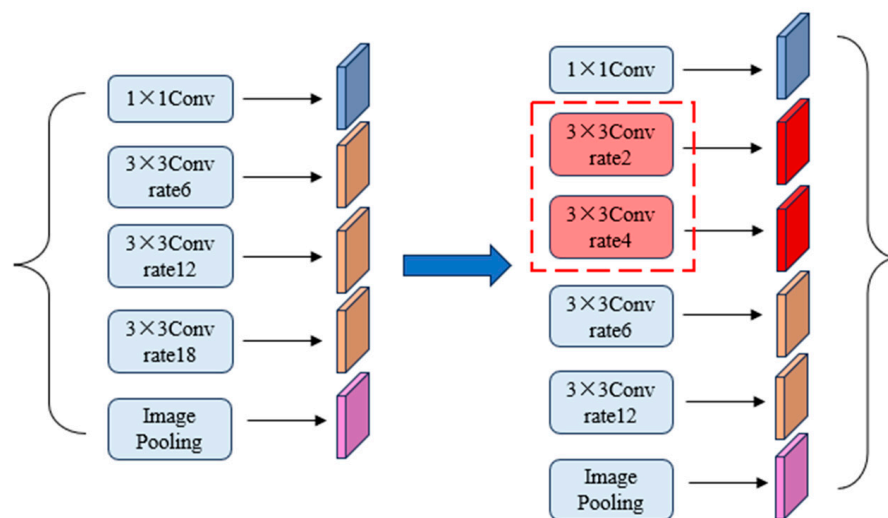 1×1Conv
3×3Conv
rate6
3×3Conv
rate12
3×3Conv
rate18
Image
Pooling
1×1Conv
3×3Conv
rate2
3×3Conv
rate4
3×3Conv
rate6
3×3Conv
rate12
Image
Pooling